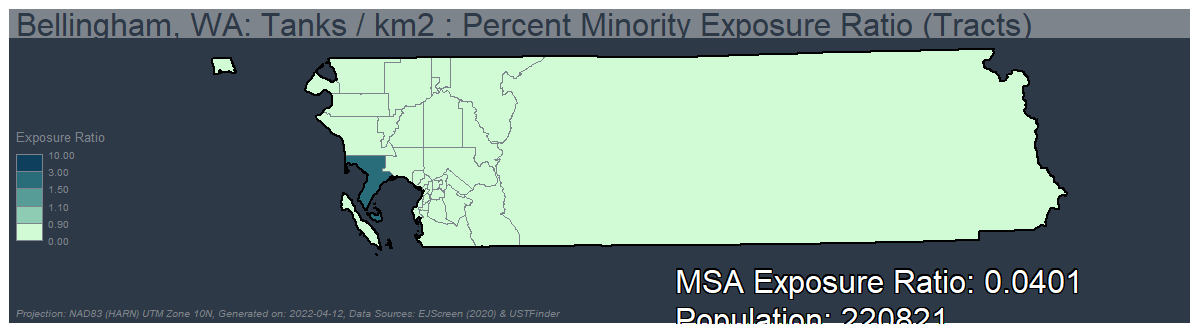 Bellingham, WA: Tanks / km2 : Percent Minority Exposure Ratio (Tracts)
Exposure Ratio
10.00
3.00
1.50
1.10
0.90
0.00
MSA Exposure Ratio: 0.0401
Population: 220821
Projection: NAD83 (HARN) UTM Zone 10N, Generated on: 2022-04-12, Data Sources: EJScreen (2020) & USTFinder